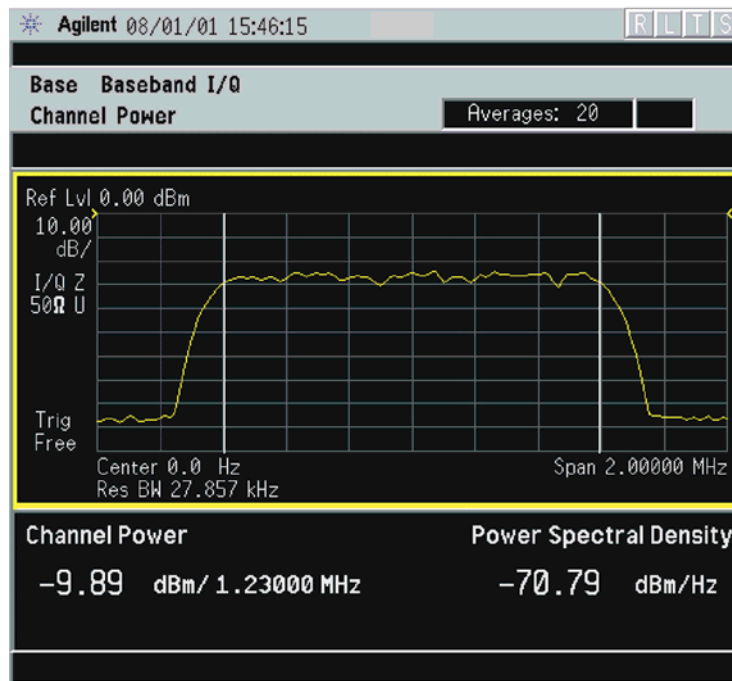 Agilent 08/01/01 15:46:15 R L T S
Base Baseband I/Q
Channel Power Averages: 20
Ref Lvl 0.00 dBm
10.00
dB/
I/Q Z
50Ω U
Trig
Free
Center 0.0 Hz Span 2.00000 MHz
Res BW 27.857 kHz
Channel Power Power Spectral Density
-9.89 dBm/ 1.23000 MHz -70.79 dBm/Hz